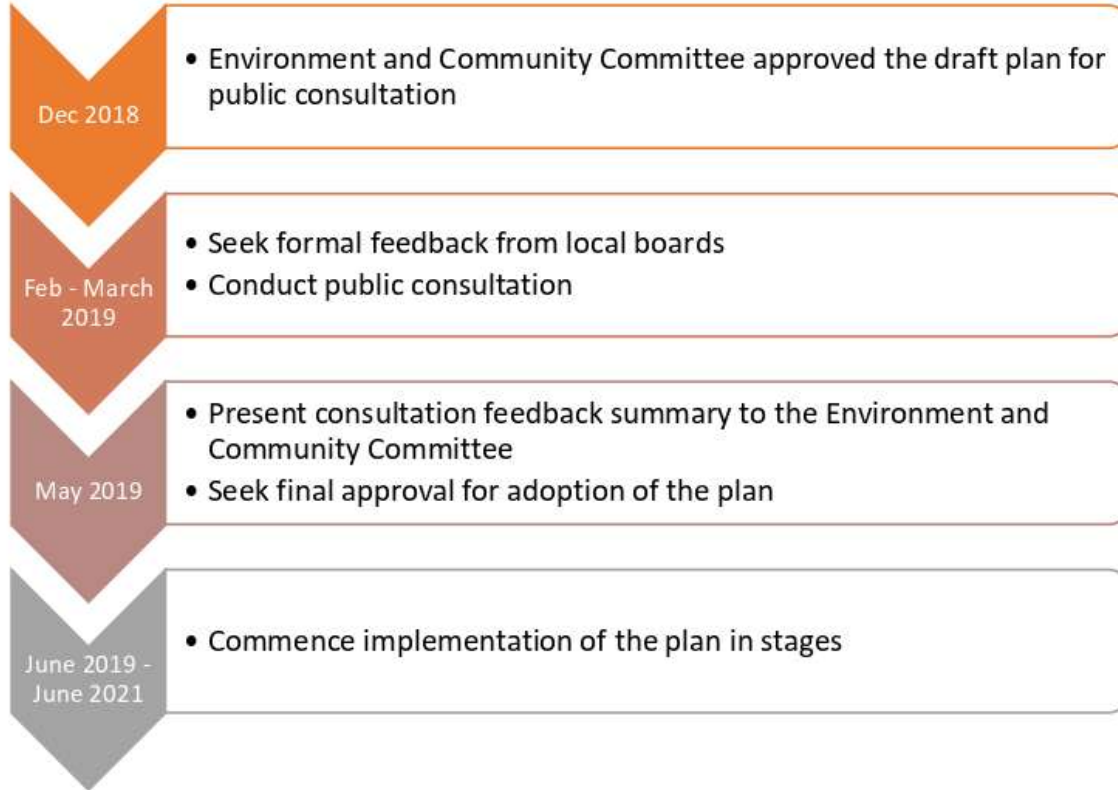 Dec 2018
• Environment and Community Committee approved the draft plan for
public consultation
Feb - March
2019
• Seek formal feedback from local boards
• Conduct public consultation
May 2019
• Present consultation feedback summary to the Environment and
Community Committee
• Seek final approval for adoption of the plan
June 2019 -
June 2021
• Commence implementation of the plan in stages